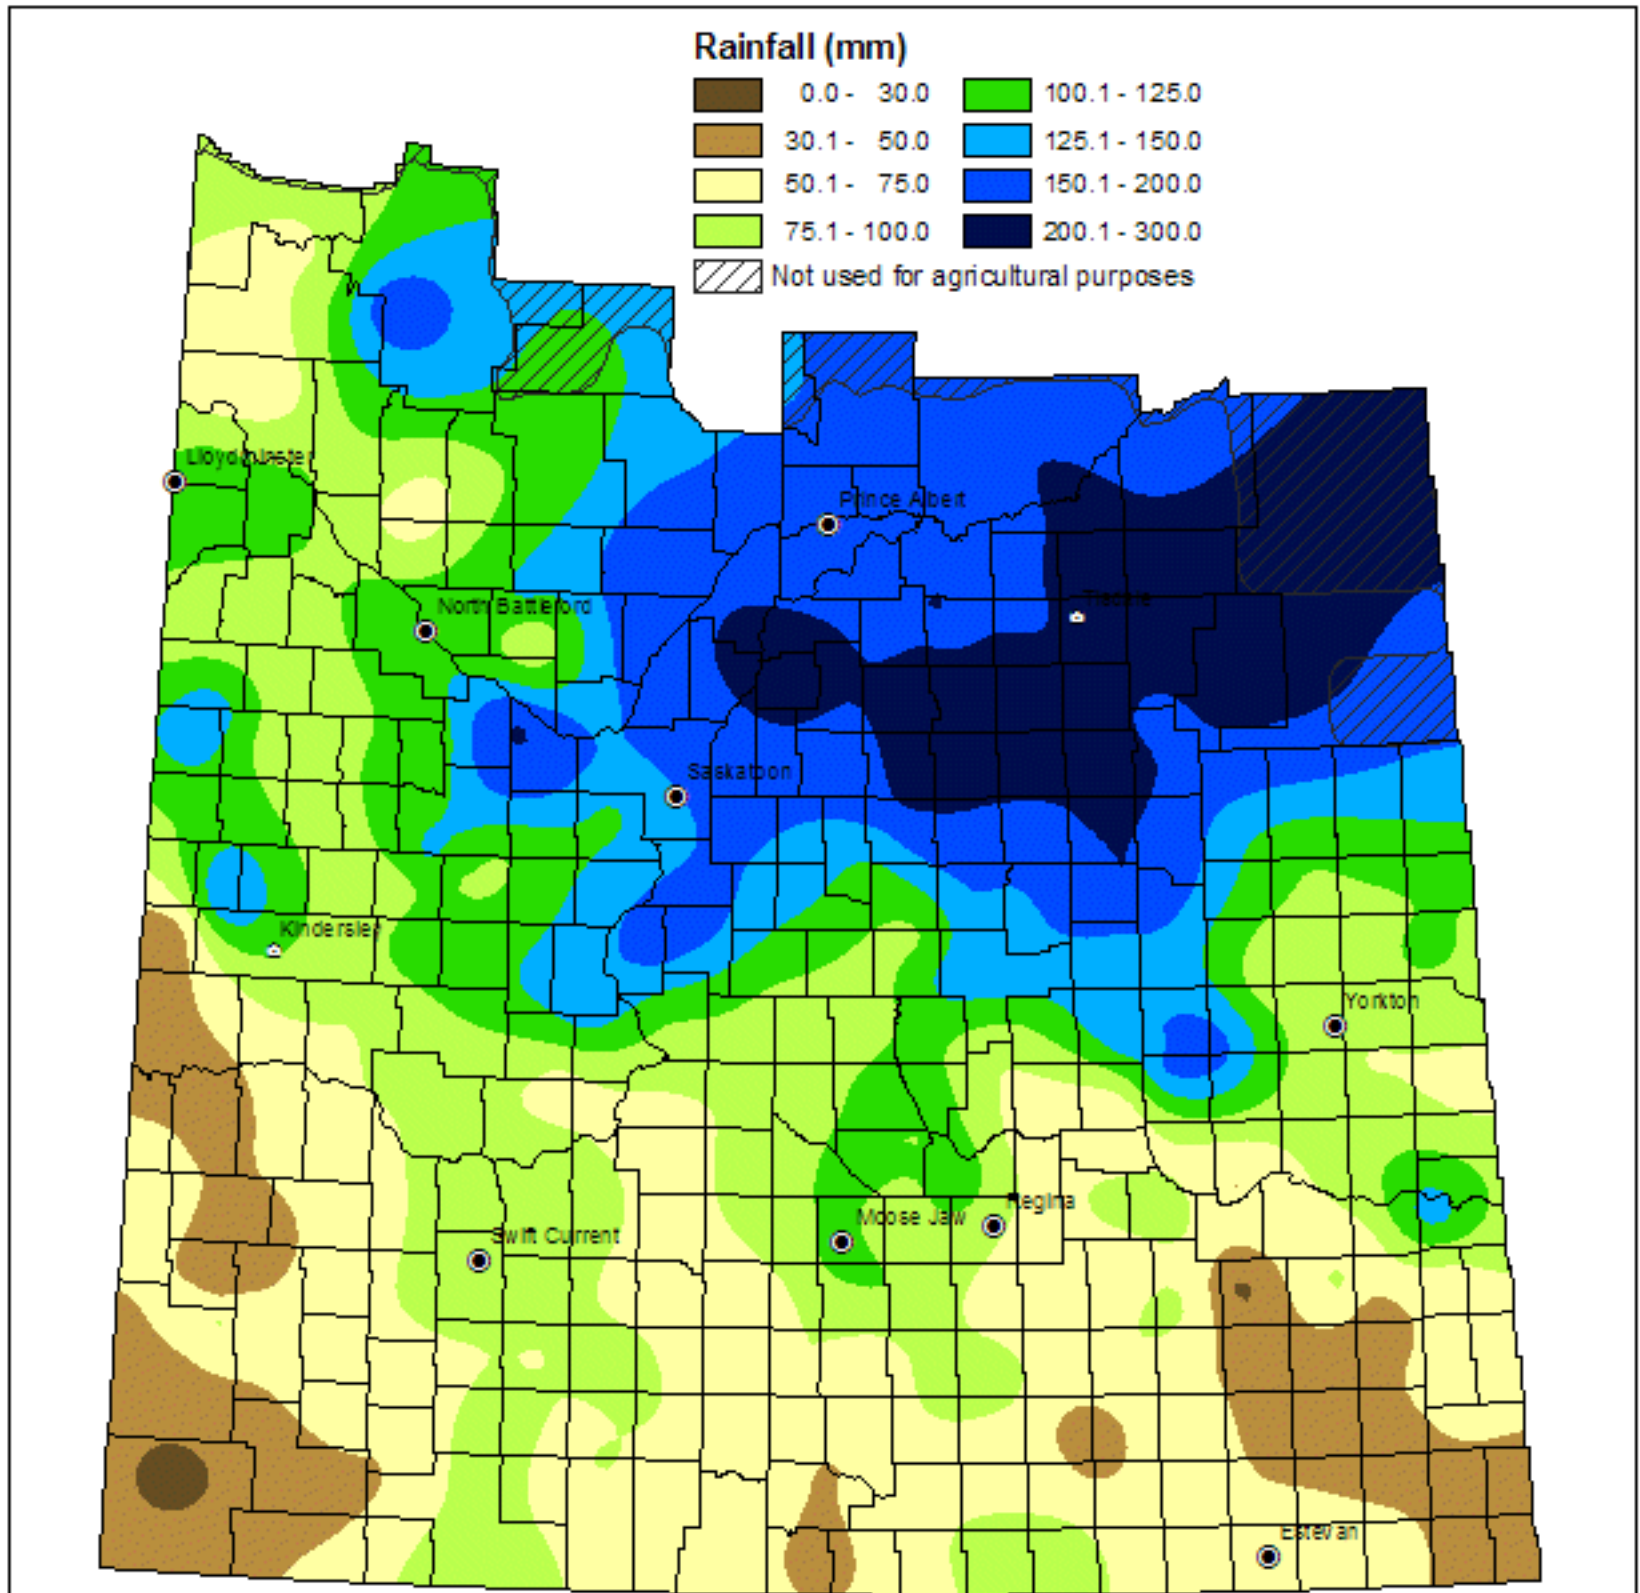 Rainfall (mm)
0.0 - 30.0
100.1 - 125.0
30.1 - 50.0
125.1 - 150.0
50.1 - 75.0
150.1 - 200.0
75.1 - 100.0
200.1 - 300.0
Not used for agricultural purposes
Lloydminster
Prince Albert
North Battleford
Tisdale
Saskatoon
Kindersley
Yorkton
Regina
Moose Jaw
Swift Current
Estevan